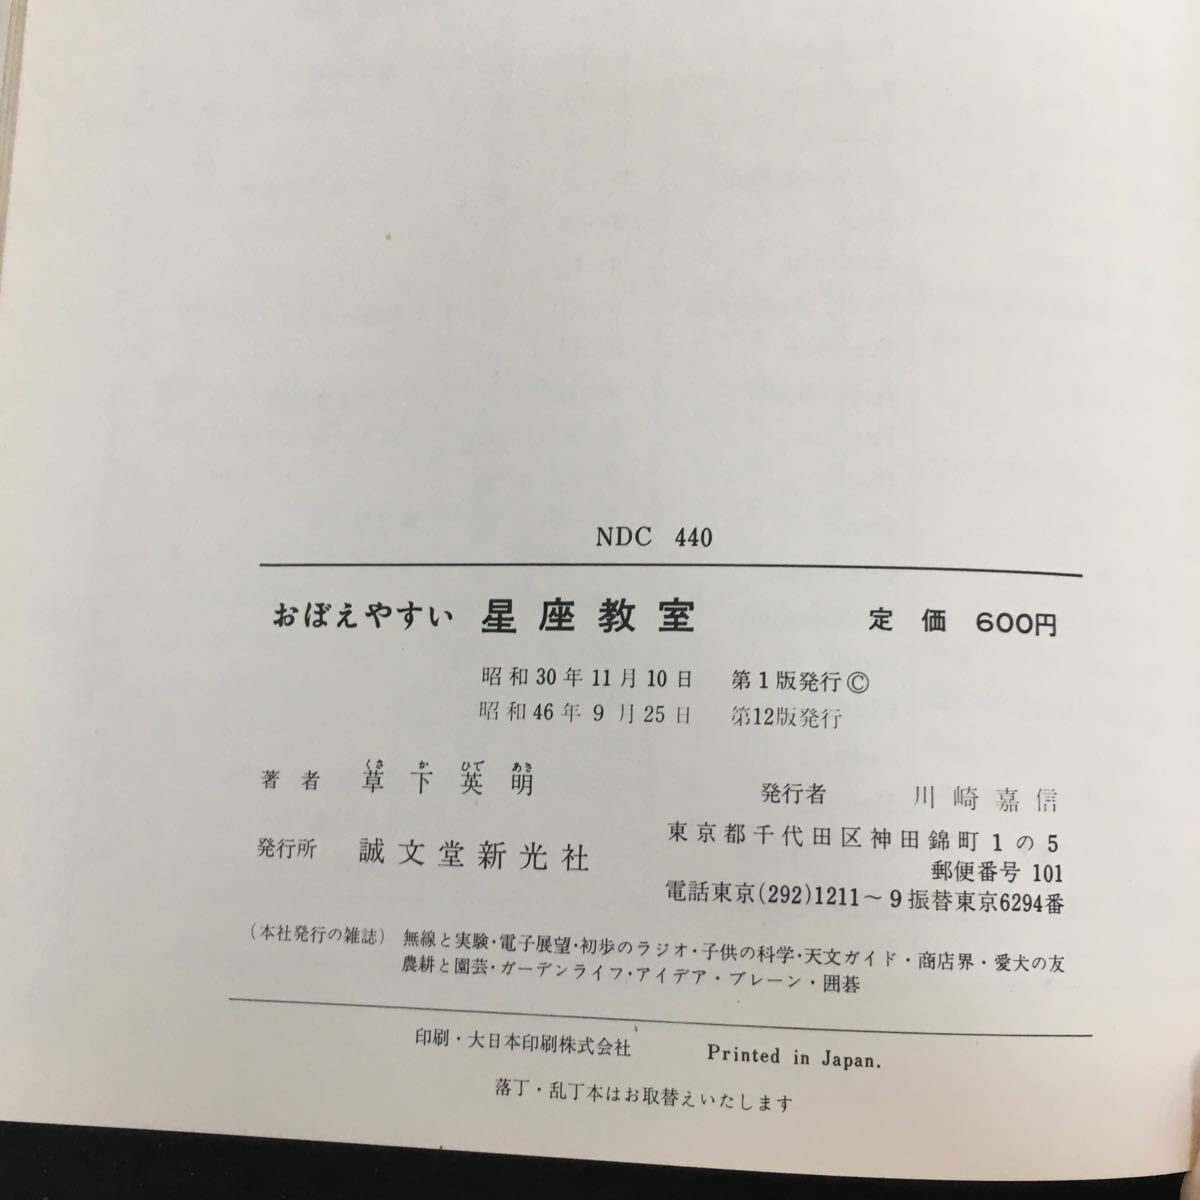 NDC 440
おぼえやすい 星座教室 定価 600円
昭和30年11月10日 第1版発行©
昭和46年9月25日 第12版発行
著者 草下英明
くさ か ひで あき
発行所 誠文堂新光社
発行者 川崎嘉信
東京都千代田区神田錦町1の5
郵便番号 101
電話東京(292)1211～9振替東京6294番
(本社発行の雑誌) 無線と実験・電子展望・初歩のラジオ・子供の科学・天文ガイド・商店界・愛犬の友
農耕と園芸・ガーデンライフ・アイデア・ブレーン・囲碁
印刷・大日本印刷株式会社 Printed in Japan.
落丁・乱丁本はお取替えいたします